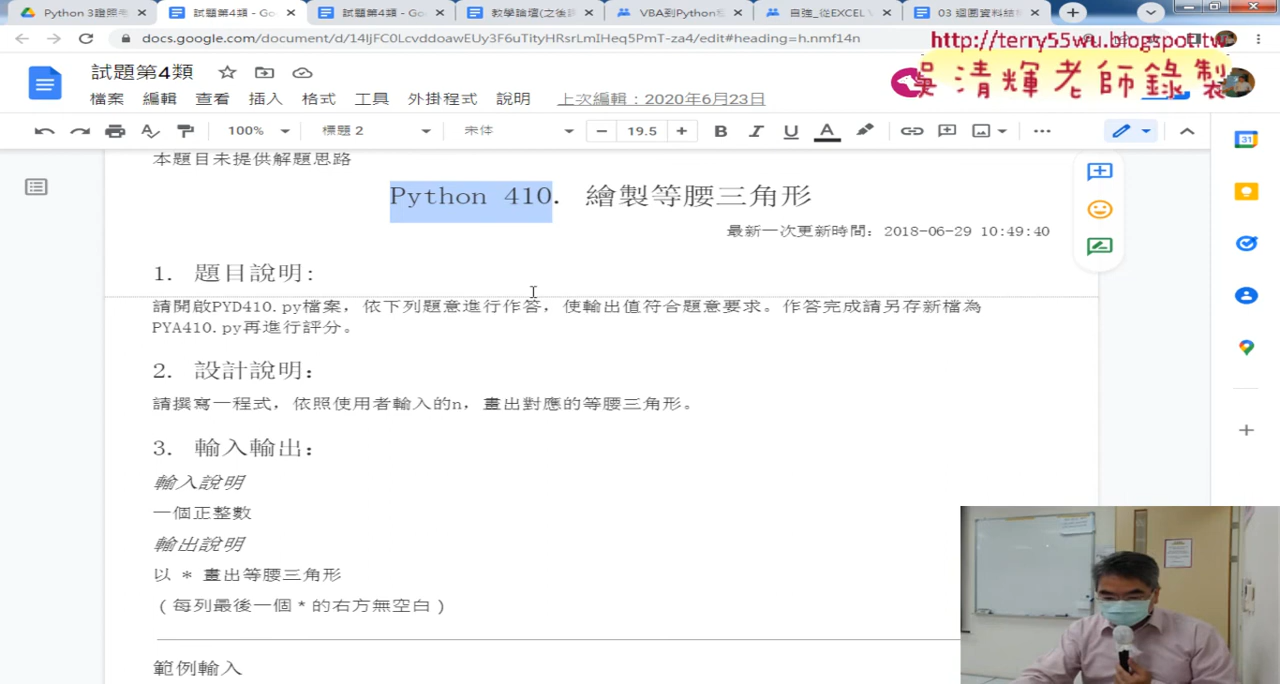 Python 3證照考
試題第4類 - Go
試題第4類 - Go
教學論壇(之後課
VBA到Python程
自強_從EXCEL V
03 迴圈資料結構
docs.google.com/document/d/14IjFC0LcvddoawEUy3F6uTityHRsrLmIHeq5PmT-za4/edit#heading=h.nmf14n
http://terry55wu.blogspot.tw
吳清輝老師錄製
試題第4類
檔案 編輯 查看 插入 格式 工具 外掛程式 說明 上次編輯：2020年6月23日
100% 標題 2 宋体 19.5 B I U A
31
本題目未提供解題思路
Python 410. 繪製等腰三角形
最新一次更新時間: 2018-06-29 10:49:40
1. 題目說明:
請開啟PYD410.py檔案，依下列題意進行作答，使輸出值符合題意要求。作答完成請另存新檔為
PYA410.py再進行評分。
2. 設計說明:
請撰寫一程式，依照使用者輸入的n，畫出對應的等腰三角形。
3. 輸入輸出:
輸入說明
一個正整數
輸出說明
以 * 畫出等腰三角形
（每列最後一個 * 的右方無空白）
範例輸入